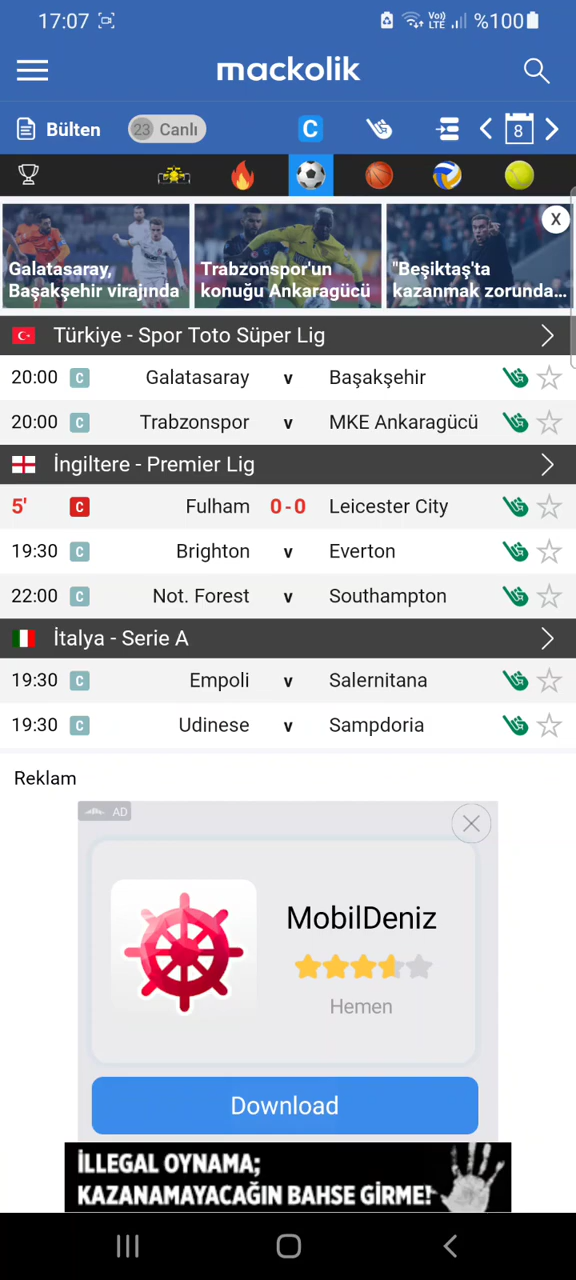 17:07 Vo)) LTE %100
mackolik
Bülten 23 Canlı C 8
Galatasaray, Başakşehir virajında
Trabzonspor'un konuğu Ankaragücü
"Beşiktaş'ta kazanmak zorunda...
X
Türkiye - Spor Toto Süper Lig
20:00 C Galatasaray v Başakşehir
20:00 C Trabzonspor v MKE Ankaragücü
İngiltere - Premier Lig
5' C Fulham 0-0 Leicester City
19:30 C Brighton v Everton
22:00 C Not. Forest v Southampton
İtalya - Serie A
19:30 C Empoli v Salernitana
19:30 C Udinese v Sampdoria
Reklam
AD
MobilDeniz
Hemen
Download
İLLEGAL OYNAMA;
KAZANAMAYACAĞIN BAHSE GİRME!